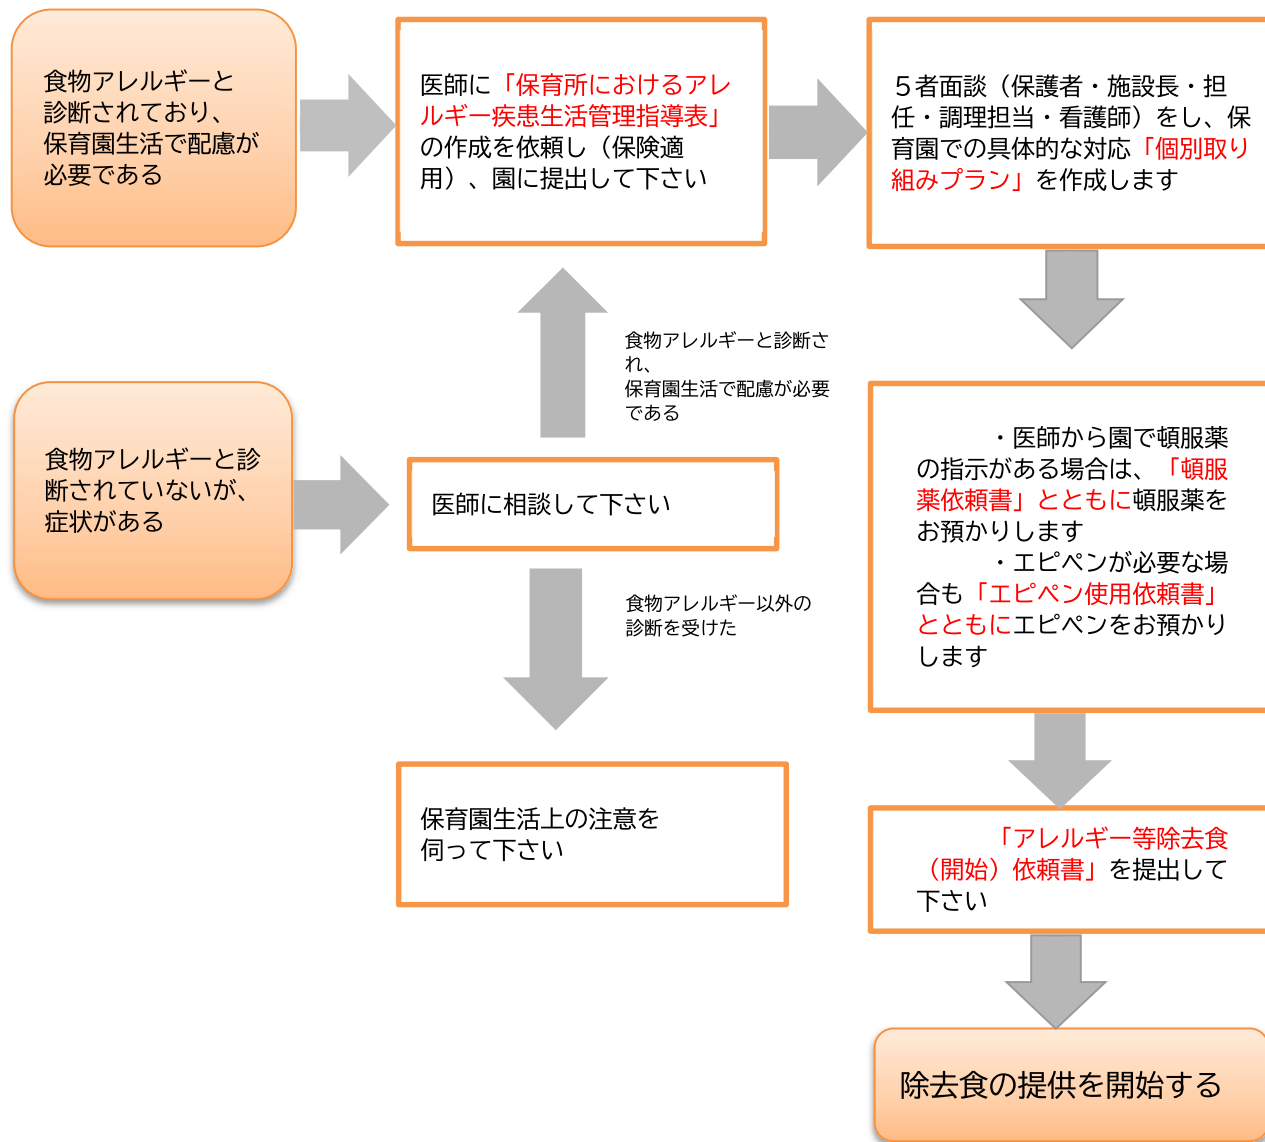 食物アレルギーと
診断されており、
保育園生活で配慮が
必要である
医師に「保育所におけるアレ
ルギー疾患生活管理指導表」
の作成を依頼し（保険適
用）、園に提出して下さい
５者面談（保護者・施設長・担
任・調理担当・看護師）をし、保
育園での具体的な対応「個別取り
組みプラン」を作成します
食物アレルギーと診断さ
れ、
保育園生活で配慮が必要
である
食物アレルギーと診
断されていないが、
症状がある
医師に相談して下さい
食物アレルギー以外の
診断を受けた
保育園生活上の注意を
伺って下さい
・医師から園で頓服薬
の指示がある場合は、「頓服
薬依頼書」とともに頓服薬を
お預かりします
・エピペンが必要な場
合も「エピペン使用依頼書」
とともにエピペンをお預かり
します
「アレルギー等除去食
（開始）依頼書」を提出して
下さい
除去食の提供を開始する